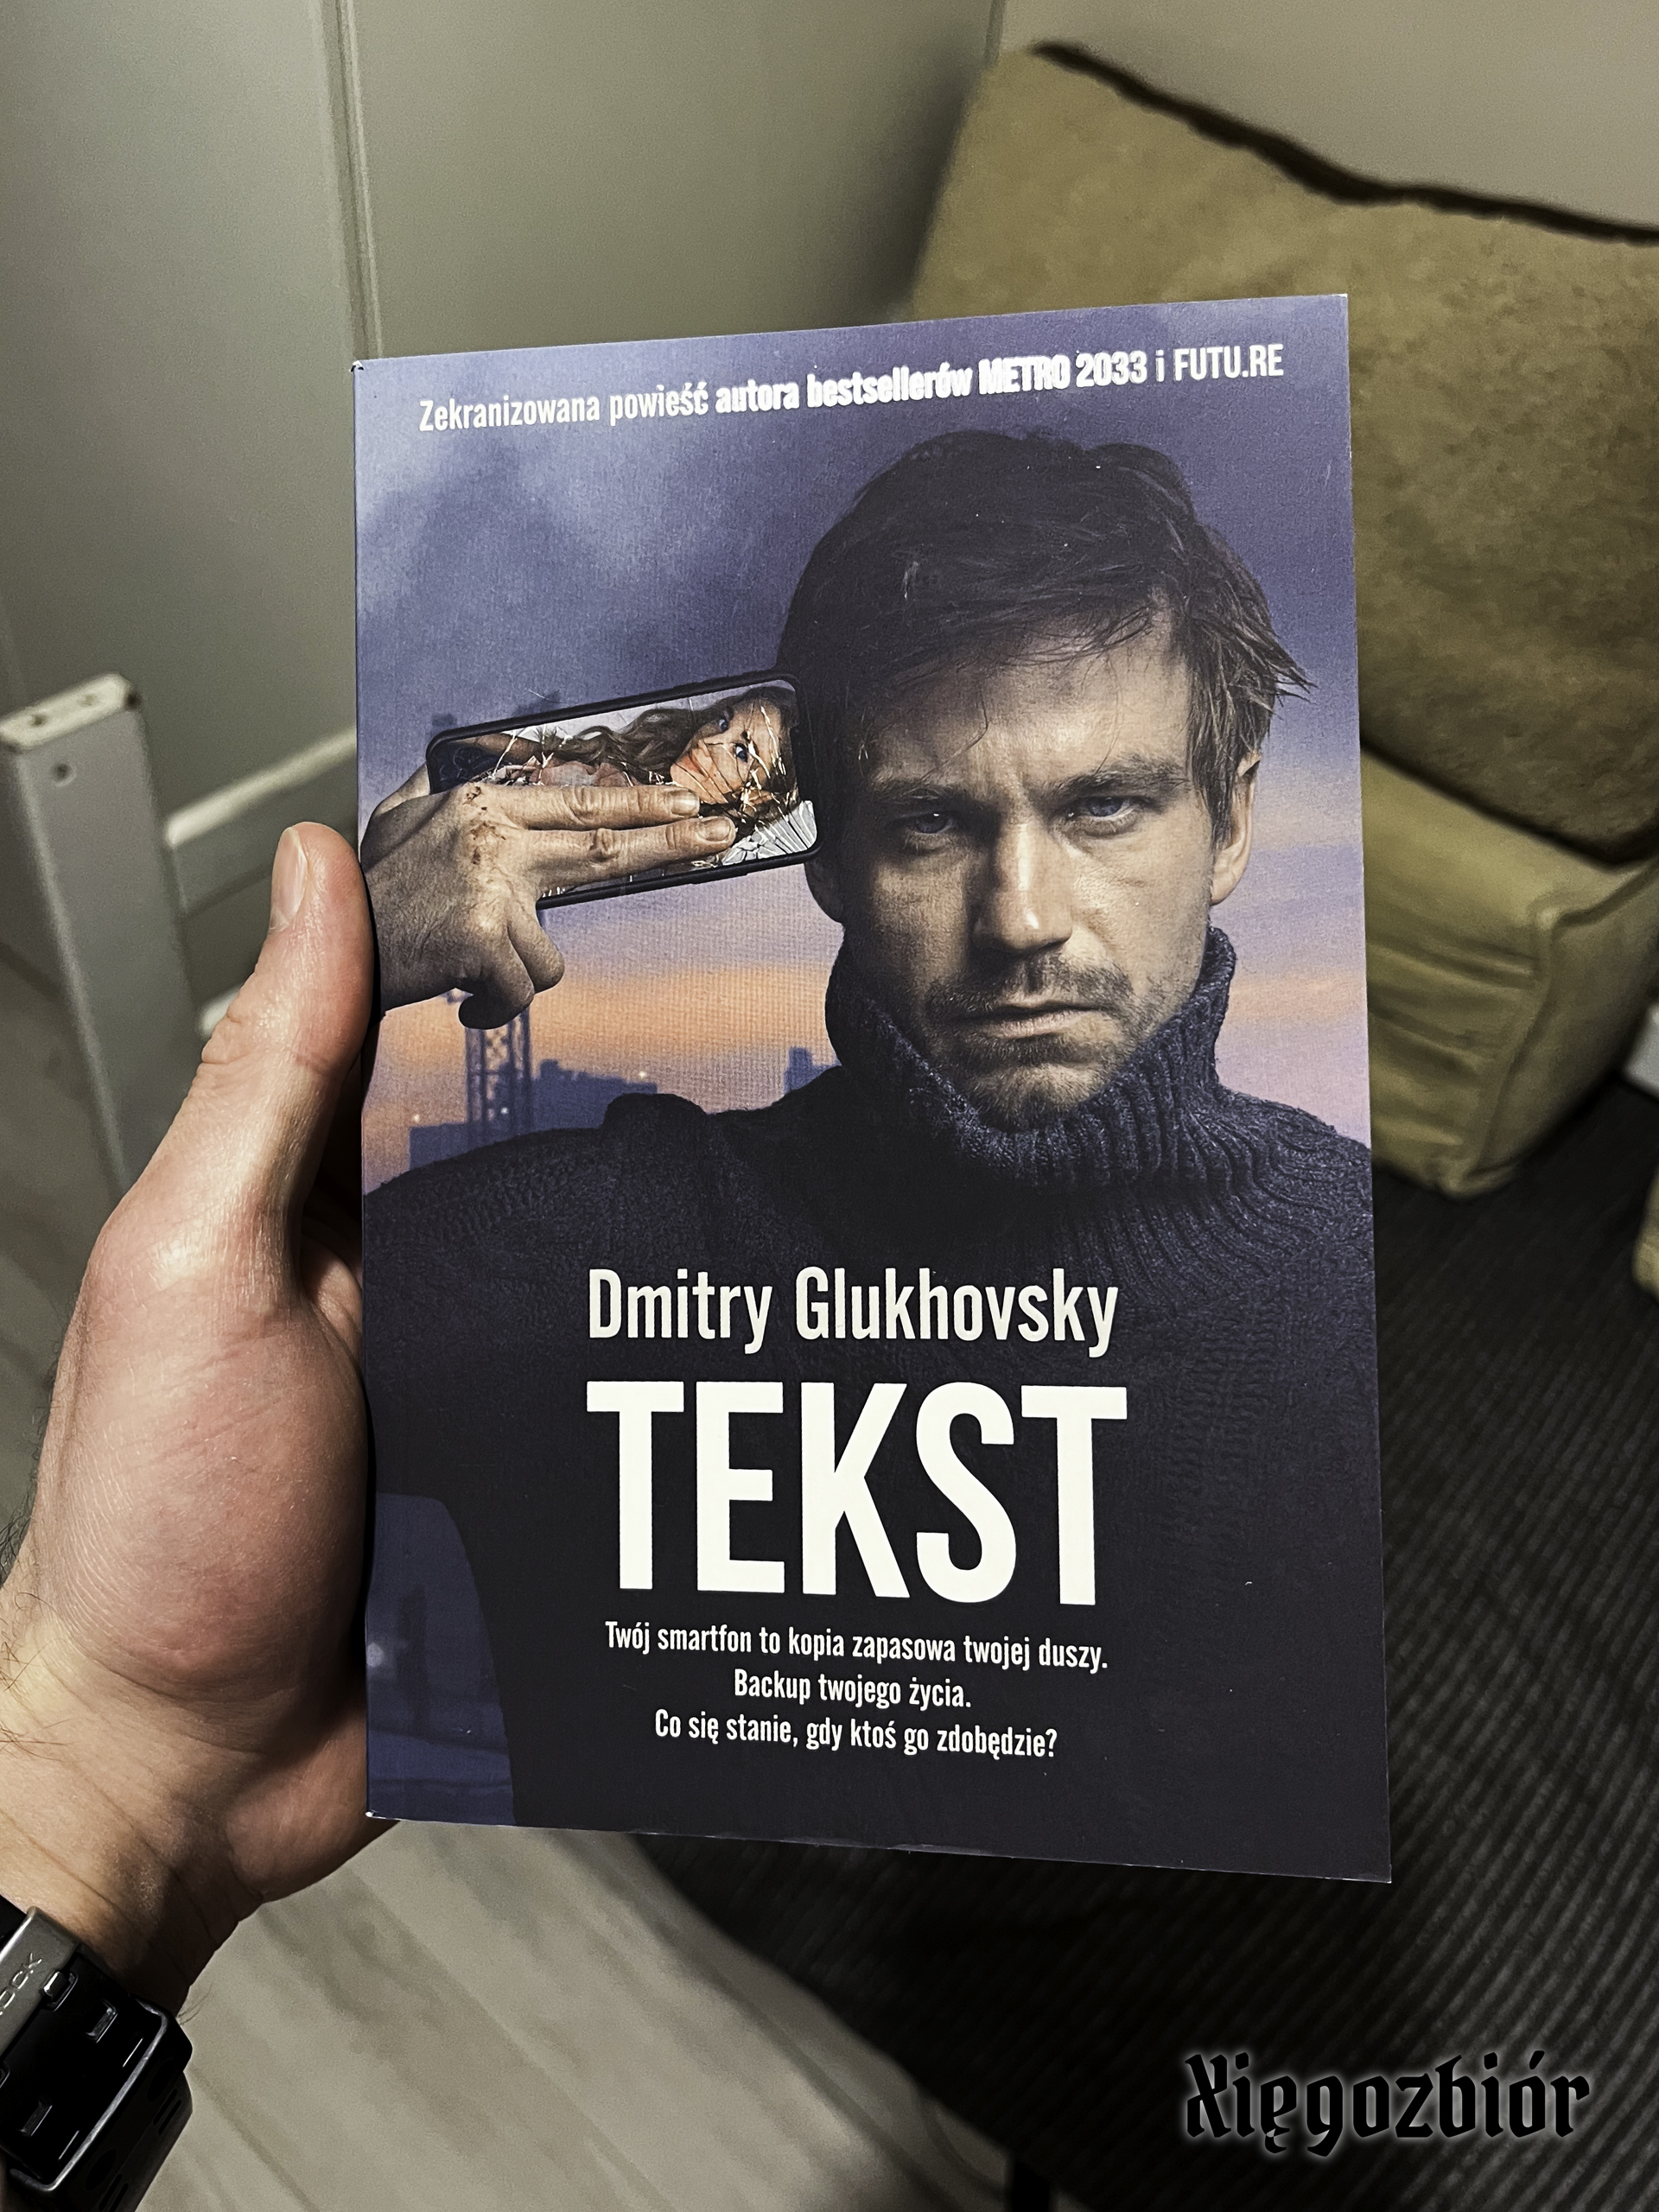 Zekranizowana powieść autora bestsellerów METRO 2033 i FUTU.RE
Dmitry Glukhovsky
TEKST
Twój smartfon to kopia zapasowa twojej duszy.
Backup twojego życia.
Co się stanie, gdy ktoś go zdobędzie?
Xięgozbiór